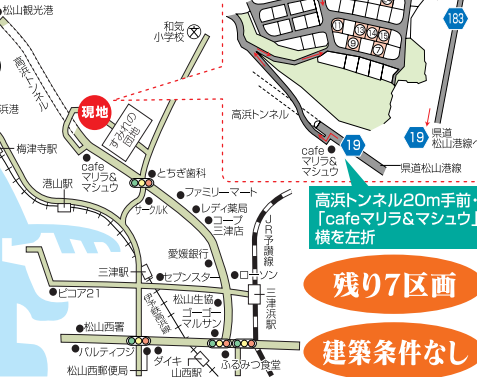 松山観光港
和気
小学校
文
183
11
13
14
15
9
7
高浜トンネル
浜港
現地
すみれの
団地
高浜トンネル
19
19
県道
松山港線へ
梅津寺駅
cafe
マリラ&
マシュウ
cafe
マリラ&
マシュウ
県道松山港線
とちぎ歯科
港山駅
ファミリーマート
サークルK
レディ薬局
コープ
三津店
高浜トンネル20m手前・
「cafeマリラ&マシュウ」
横を左折
JR予讃線
愛媛銀行
三津駅
セブンスター
ローソン
残り7区画
ピコア21
伊予鉄高浜線
松山生協
三津浜駅
ゴーゴー
マルサン
松山西署
パルティフジ
ダイキ
ふるみつ食堂
建築条件なし
松山西郵便局
山西駅